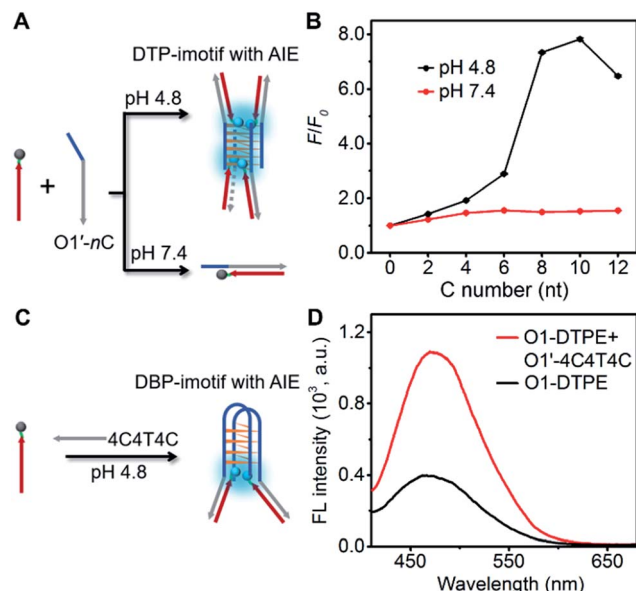 A
DTP-imotif with AIE
pH 4.8
+
O1'-nC
pH 7.4
B
F/F0
8.0
6.0
4.0
2.0
0.0
pH 4.8
pH 7.4
0 2 4 6 8 10 12
C number (nt)
C
DBP-imotif with AIE
4C4T4C
pH 4.8
D
FL intensity (10³, a.u.)
1.2
0.8
0.4
0.0
O1-DTPE+
O1'-4C4T4C
O1-DTPE
450 550 650
Wavelength (nm)